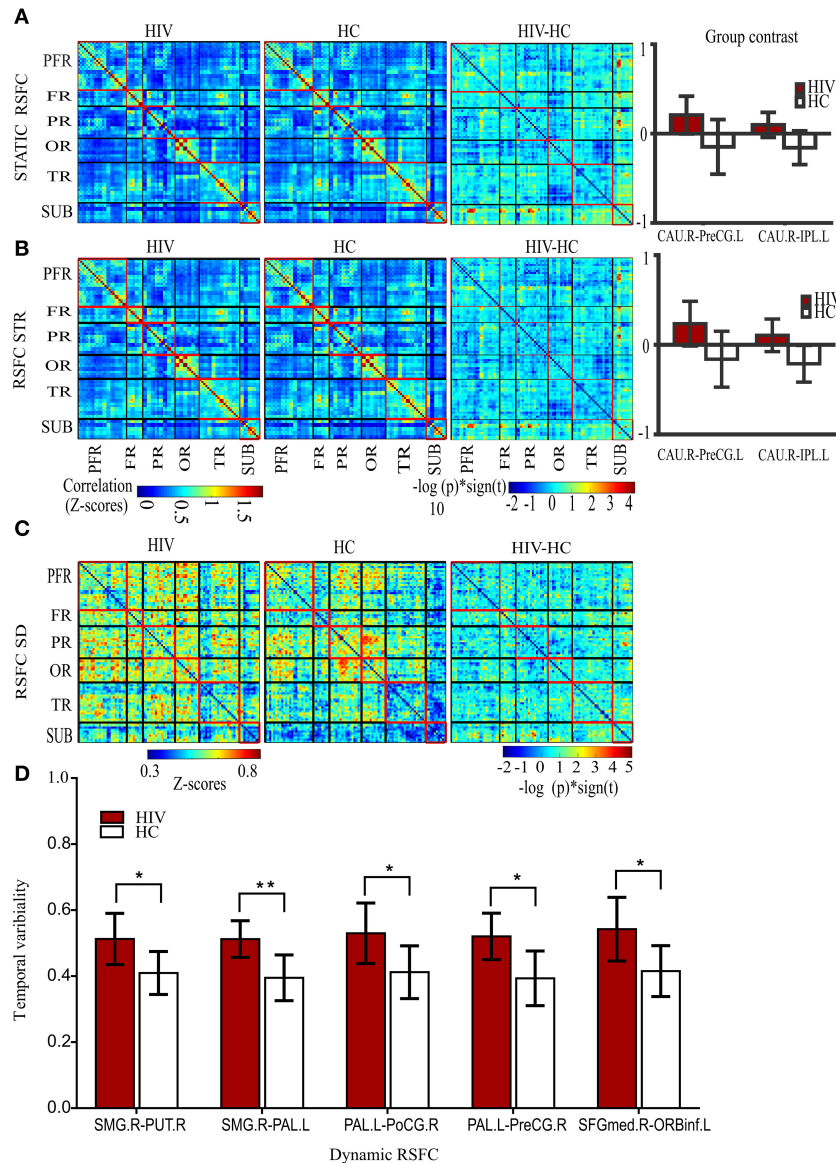 A
HIV
HC
HIV-HC
Group contrast
STATIC RSFC
PFR
FR
PR
OR
TR
SUB
1
0
-1
HIV
HC
CAU.R-PreCG.L
CAU.R-IPL.L
B
HIV
HC
HIV-HC
RSFC STR
PFR
FR
PR
OR
TR
SUB
1
0
-1
HIV
HC
CAU.R-PreCG.L
CAU.R-IPL.L
PFR FR PR OR TR SUB
PFR FR PR OR TR SUB
PFR FR PR OR TR SUB
Correlation
(Z-scores)
0 0.5 1.5
-log (p)*sign(t)
10
-2 -1 0 1 2 3 4
C
HIV
HC
HIV-HC
RSFC SD
PFR
FR
PR
OR
TR
SUB
0.3 0.8
Z-scores
-2 -1 0 1 2 3 4 5
-log (p)*sign(t)
D
Temporal varibiality
1.0
0.8
0.6
0.4
0.2
0.0
HIV
HC
*
**
*
*
*
SMG.R-PUT.R
SMG.R-PAL.L
PAL.L-PoCG.R
PAL.L-PreCG.R
SFGmed.R-ORBinf.L
Dynamic RSFC